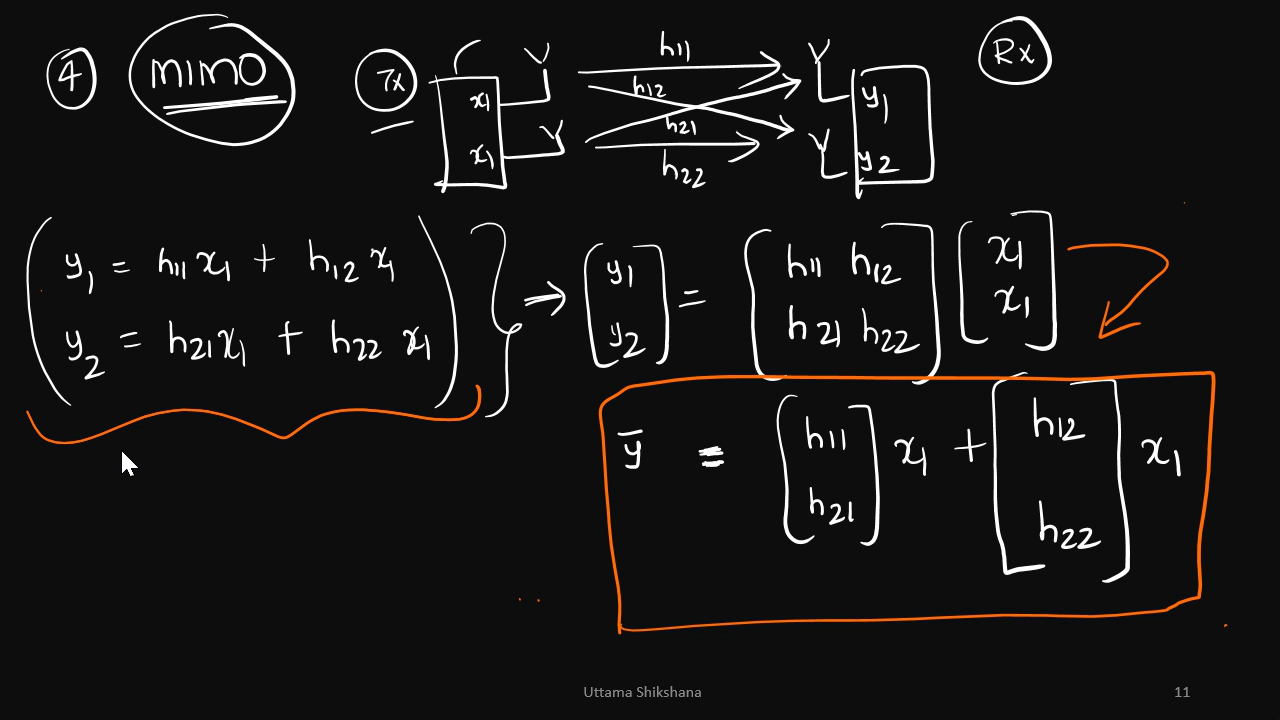 4 MIMO Tx x1 x1 h11 h12 h21 h22 y1 y2 Rx
y1 = h11 x1 + h12 x1
y2 = h21 x1 + h22 x1
[y1 y2] = [h11 h12 h21 h22] [x1 x1]
ȳ = [h11 h21] x1 + [h12 h22] x1
Uttama Shikshana 11